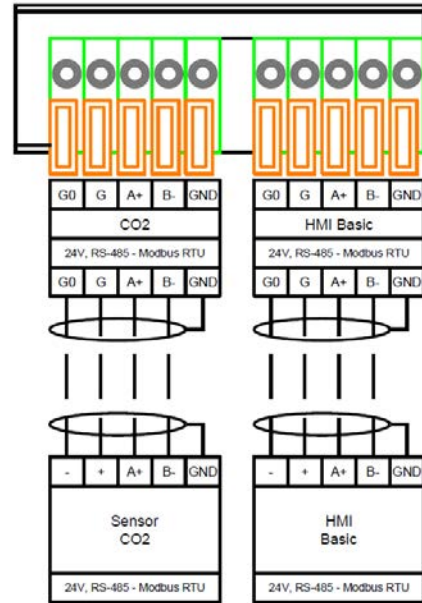 G0 G A+ B- GND G0 G A+ B- GND
CO2 HMI Basic
24V, RS-485 - Modbus RTU 24V, RS-485 - Modbus RTU
G0 G A+ B- GND G0 G A+ B- GND
- + A+ B- GND - + A+ B- GND
Sensor HMI
CO2 Basic
24V, RS-485 - Modbus RTU 24V, RS-485 - Modbus RTU